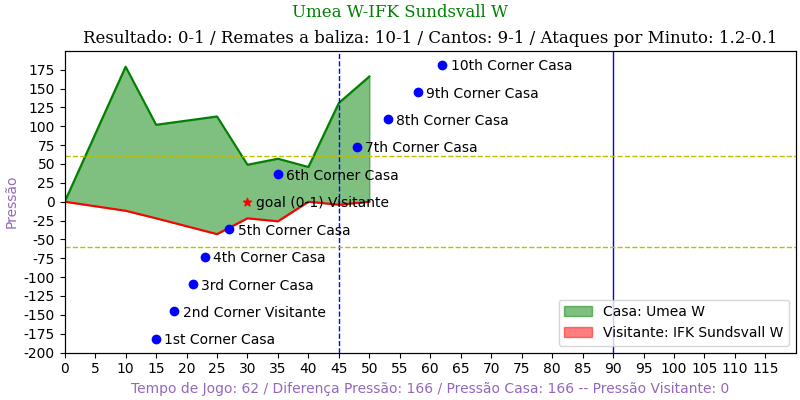 Umea W-IFK Sundsvall W
Resultado: 0-1 / Remates a baliza: 10-1 / Cantos: 9-1 / Ataques por Minuto: 1.2-0.1
175
150
125
100
75
50
25
0
-25
-50
-75
-100
-125
-150
-175
-200
Pressão
10th Corner Casa
9th Corner Casa
8th Corner Casa
7th Corner Casa
6th Corner Casa
goal (0-1) Visitante
5th Corner Casa
4th Corner Casa
3rd Corner Casa
2nd Corner Visitante
1st Corner Casa
Casa: Umea W
Visitante: IFK Sundsvall W
0 5 10 15 20 25 30 35 40 45 50 55 60 65 70 75 80 85 90 95 100 105 110 115
Tempo de Jogo: 62 / Diferença Pressão: 166 / Pressão Casa: 166 -- Pressão Visitante: 0